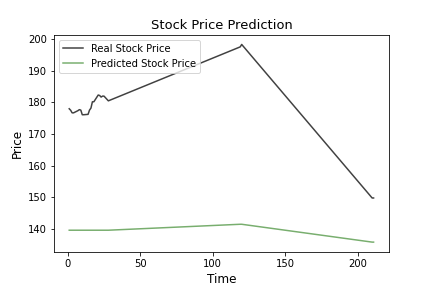 Stock Price Prediction
Real Stock Price
Predicted Stock Price
200
190
180
170
160
150
140
Price
0 50 100 150 200
Time